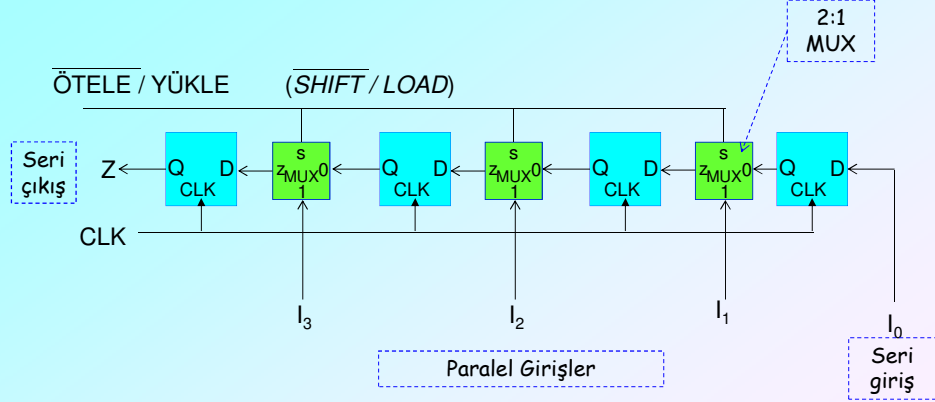 2:1
MUX
ÖTELE / YÜKLE (SHIFT / LOAD)
Seri
çıkış
Z
Q D
CLK
s
z MUX 0
1
Q D
CLK
s
z MUX 0
1
Q D
CLK
s
z MUX 0
1
Q D
CLK
CLK
I₃
I₂
I₁
I₀
Paralel Girişler
Seri
giriş